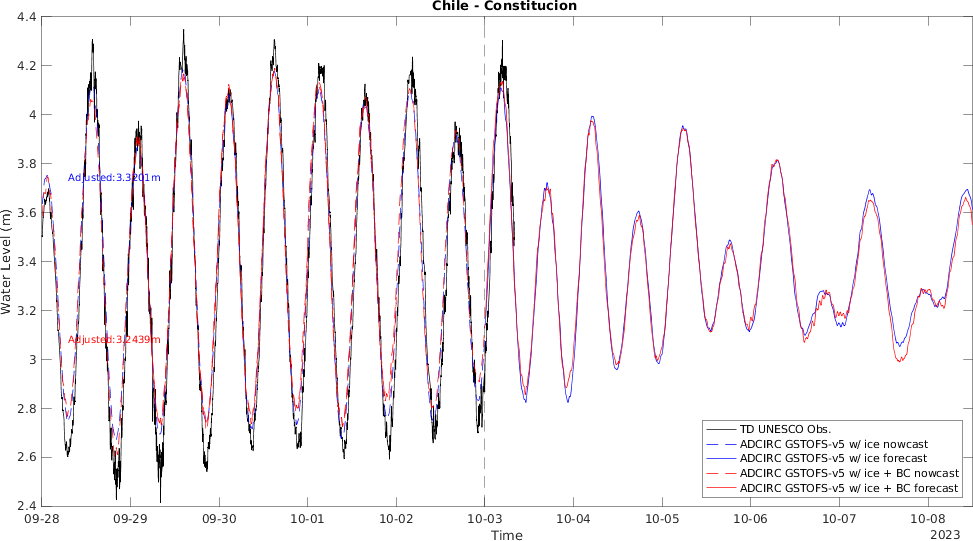 Chile - Constitucion
4.4
4.2
4
3.8
3.6
3.4
3.2
3
2.8
2.6
2.4
Water Level (m)
Adjusted:3.3201m
Adjusted:3.2439m
TD UNESCO Obs.
ADCIRC GSTOFS-v5 w/ ice nowcast
ADCIRC GSTOFS-v5 w/ ice forecast
ADCIRC GSTOFS-v5 w/ ice + BC nowcast
ADCIRC GSTOFS-v5 w/ ice + BC forecast
09-28 09-29 09-30 10-01 10-02 10-03 10-04 10-05 10-06 10-07 10-08
2023
Time